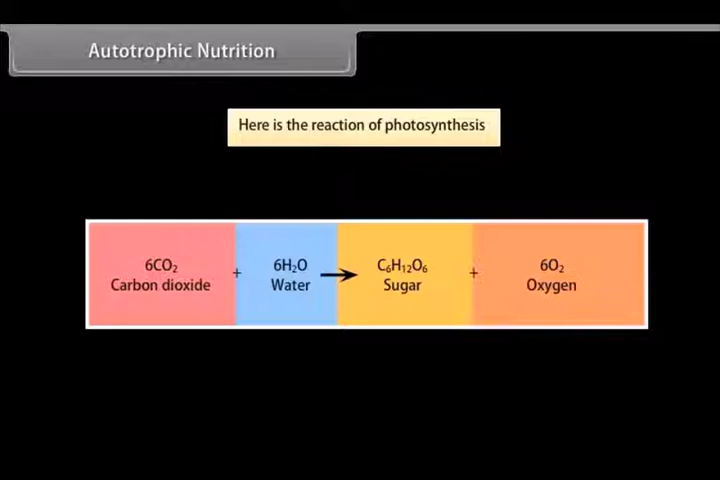 Autotrophic Nutrition
Here is the reaction of photosynthesis
6CO₂ + 6H₂O → C₆H₁₂O₆ + 6O₂
Carbon dioxide Water Sugar Oxygen